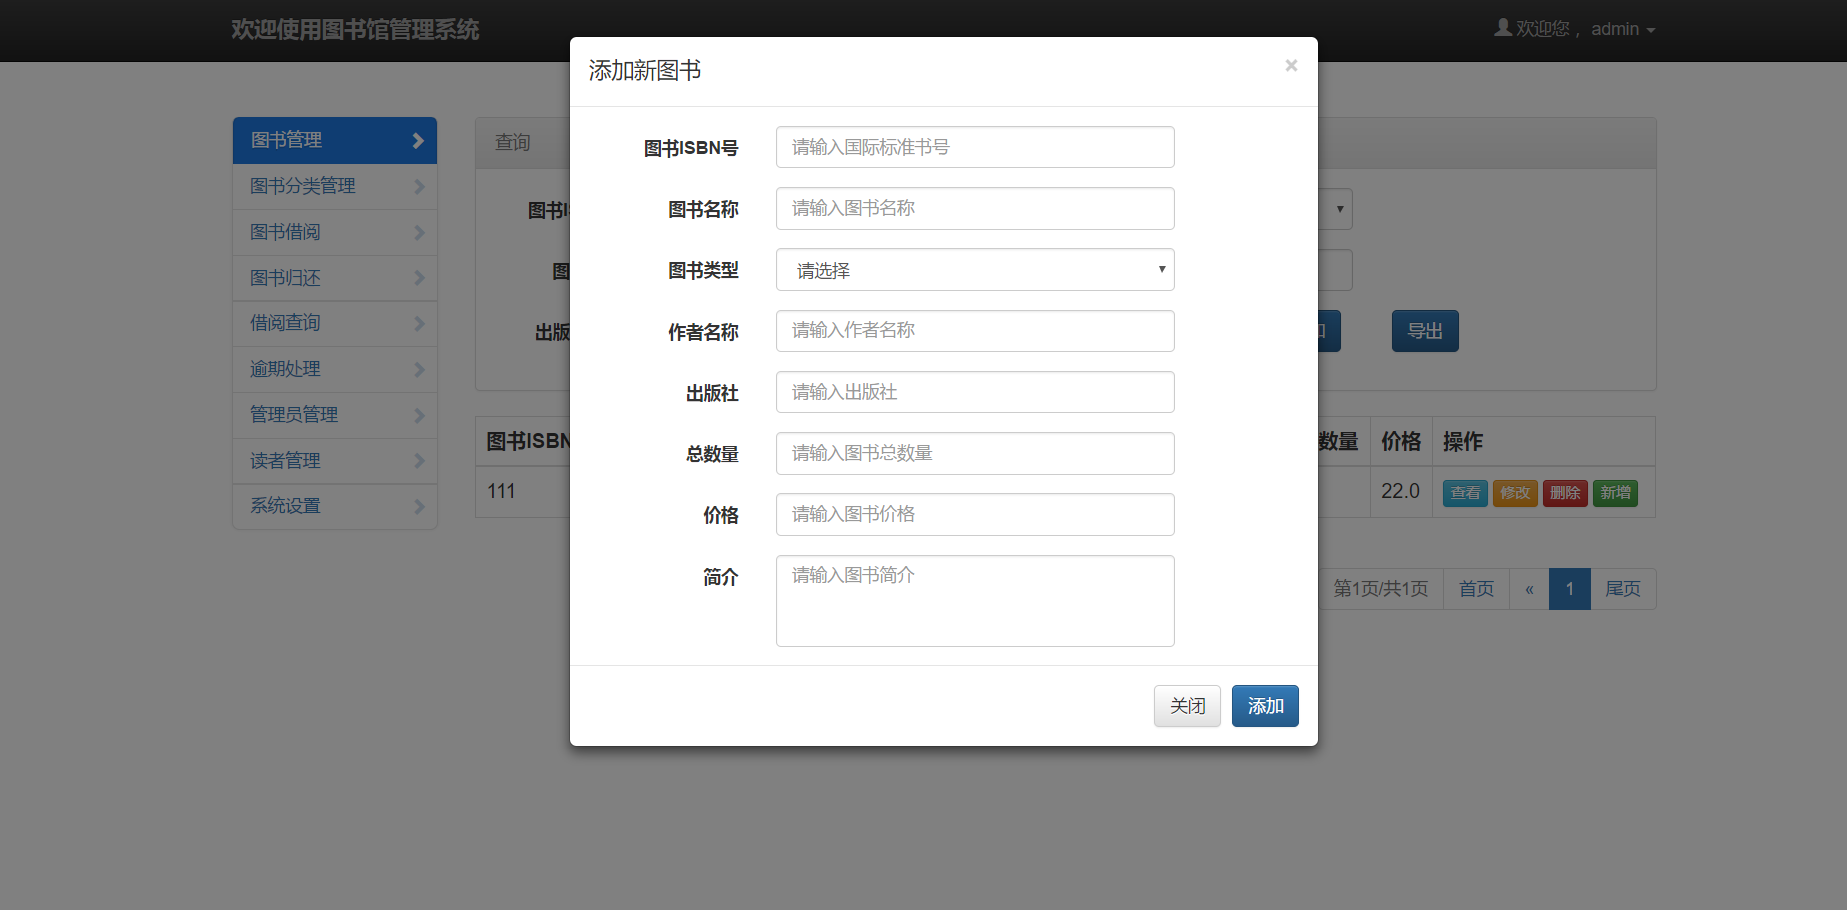 欢迎使用图书馆管理系统
欢迎您， admin
添加新图书
×
图书ISBN号 请输入国际标准书号
图书名称 请输入图书名称
图书类型 请选择
作者名称 请输入作者名称
出版社 请输入出版社
总数量 请输入图书总数量
价格 请输入图书价格
简介 请输入图书简介
关闭 添加
图书管理
图书分类管理
图书借阅
图书归还
借阅查询
逾期处理
管理员管理
读者管理
系统设置
查询
图书I
图
出版
导出
图书ISBN 数量 价格 操作
111 22.0 查看 修改 删除 新增
第1页/共1页 首页 « 1 尾页